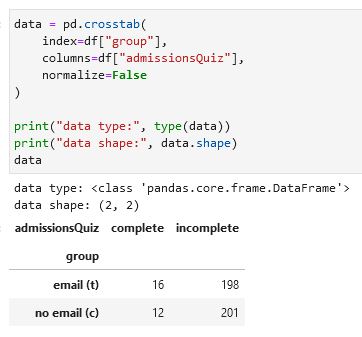 data = pd.crosstab(
    index=df["group"],
    columns=df["admissionsQuiz"],
    normalize=False
)

print("data type:", type(data))
print("data shape:", data.shape)
data
data type: <class 'pandas.core.frame.DataFrame'>
data shape: (2, 2)
admissionsQuiz complete incomplete
group
email (t) 16 198
no email (c) 12 201